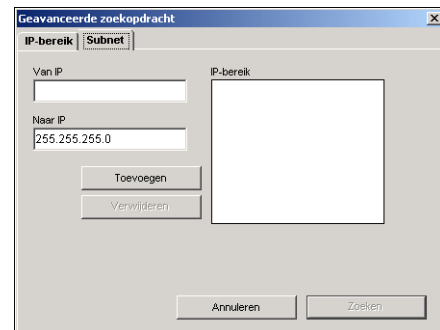 Geavanceerde zoekopdracht
IP-bereik Subnet
Van IP IP-bereik
Naar IP
255.255.255.0
Toevoegen
Verwijderen
Annuleren Zoeken